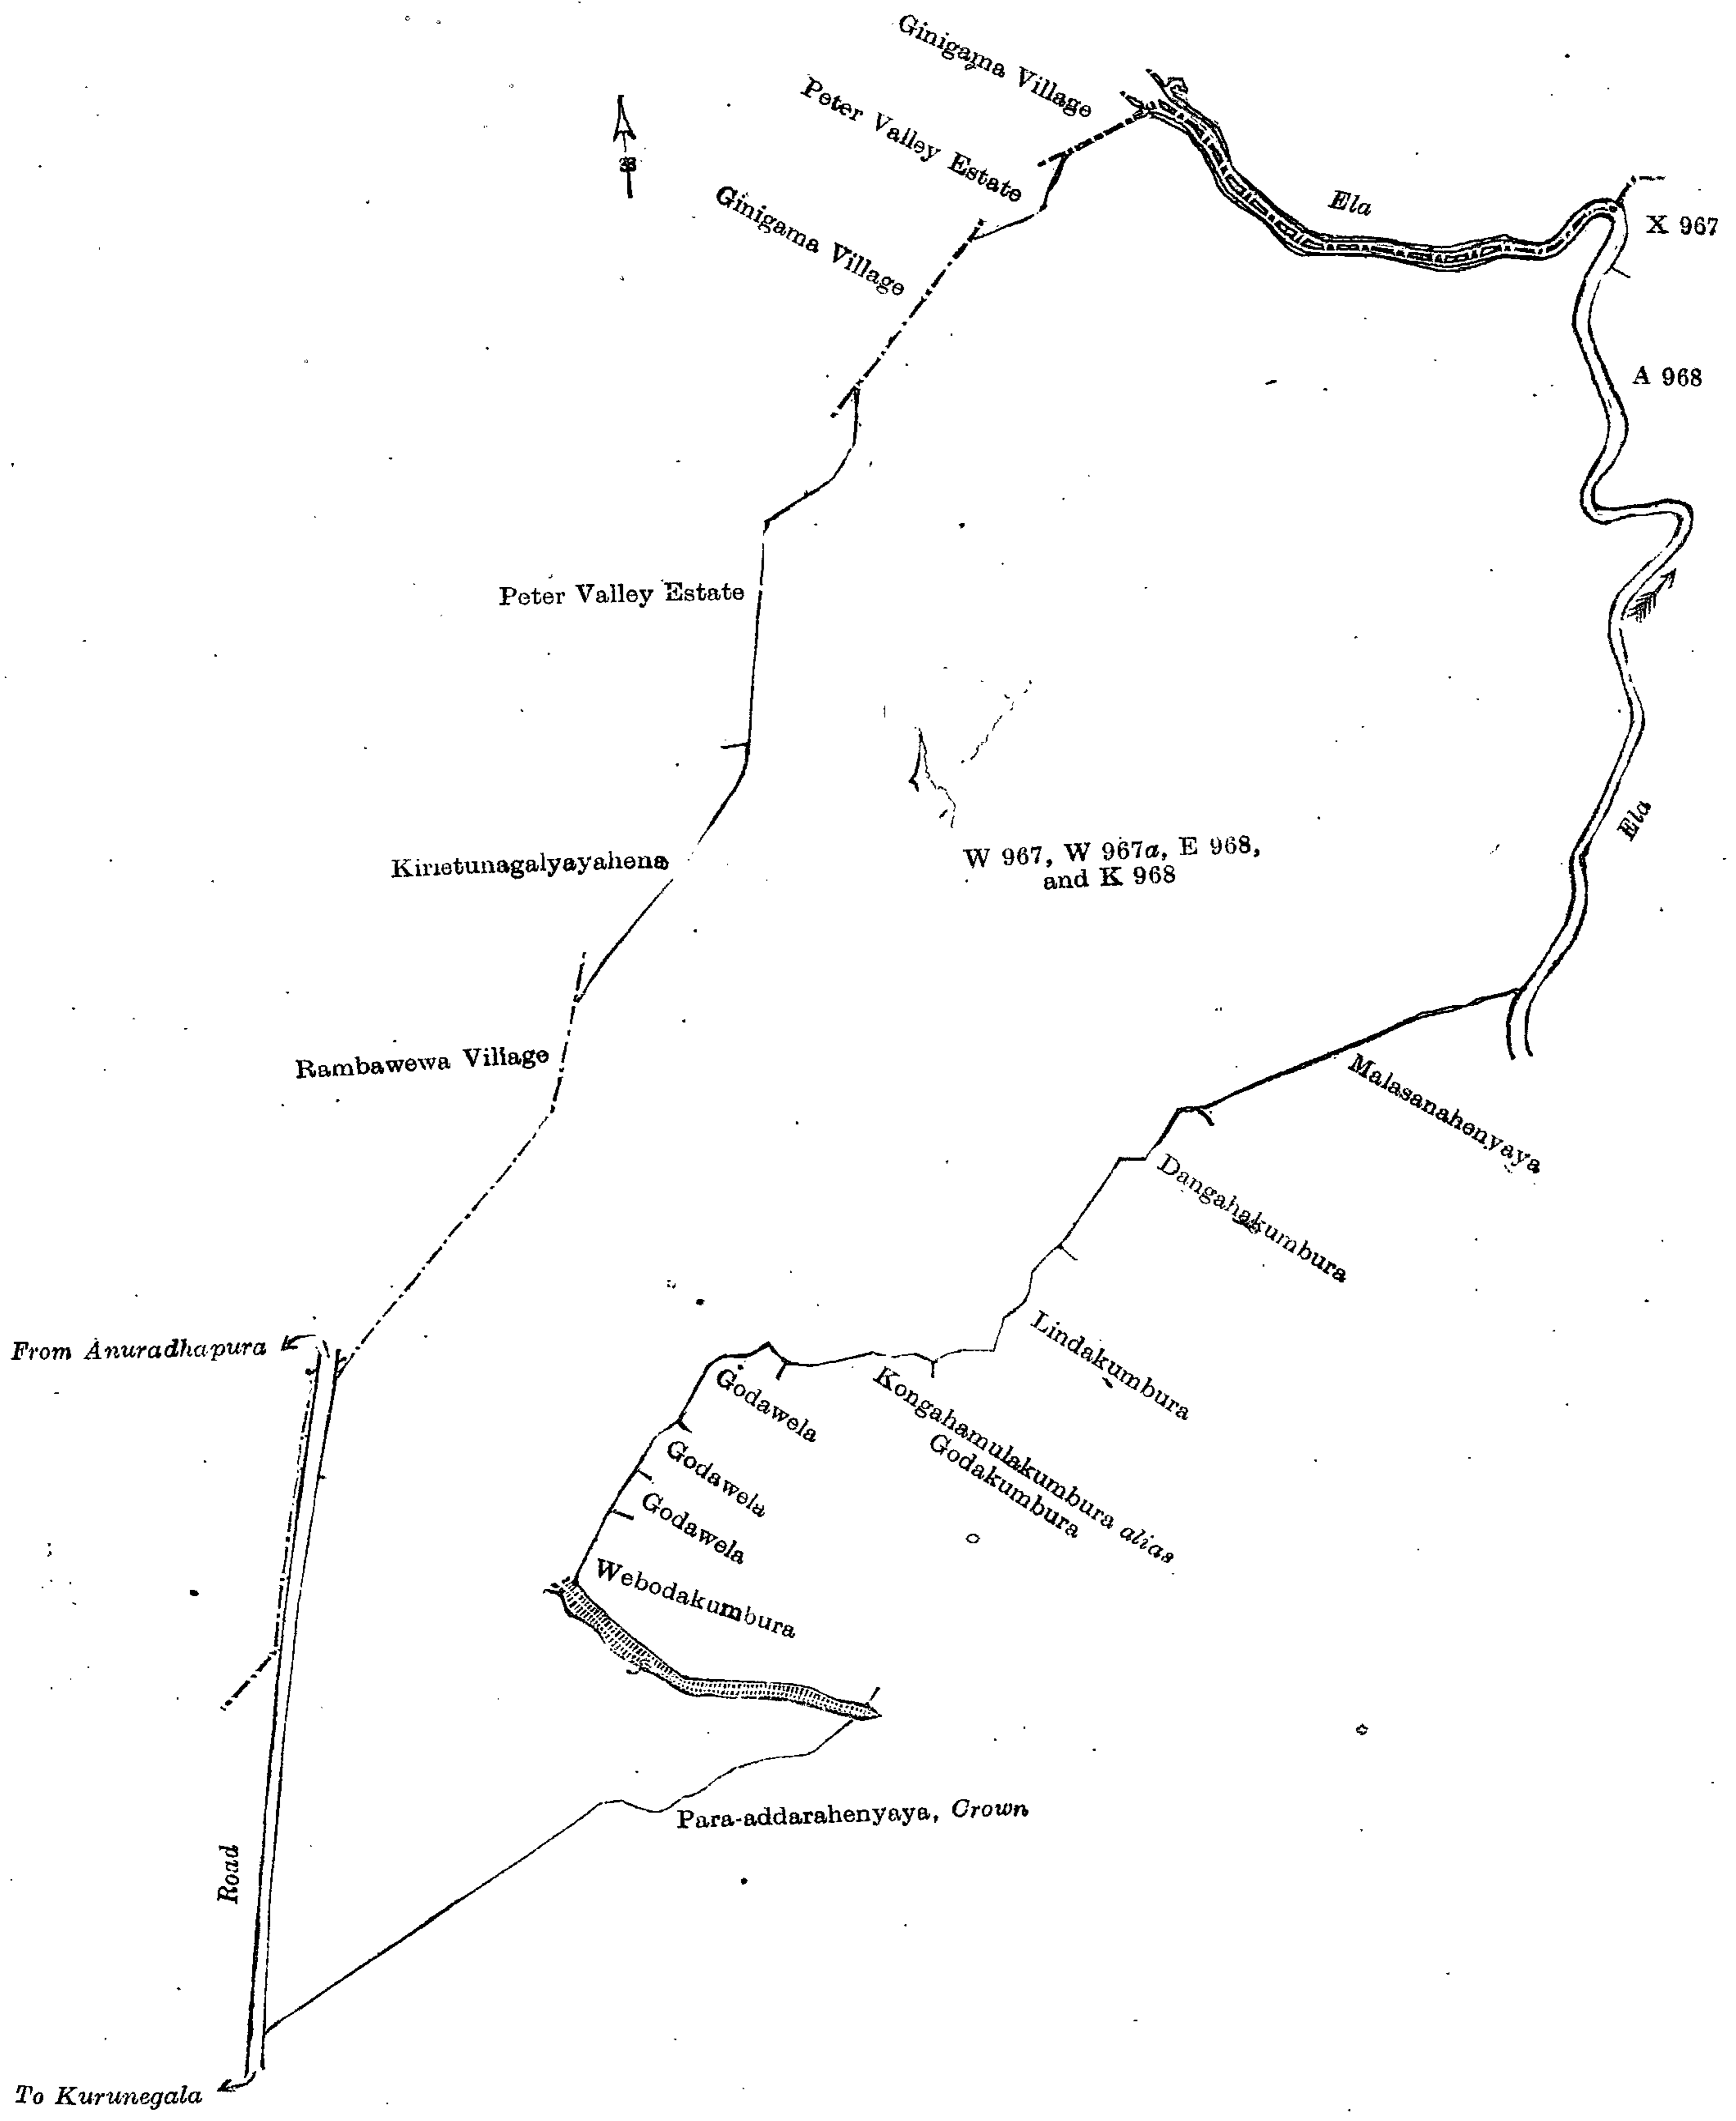 Ginigama Village
Peter Valley Estate
Ginigama Village
Ela
X 967
A 968
Peter Valley Estate
Ela
W 967, W 967a, E 968,
and K 968
Kirietunagalyayahena
Rambawewa Village
Malasanahenyaya
Dangahakumbura
Lindakumbura
From Anuradhapura
Kongahamulakumbura alias
Godakumbura
Godawela
Godawela
Godawela
Webodakumbura
Para-addarahenyaya, Crown
Road
To Kurunegala